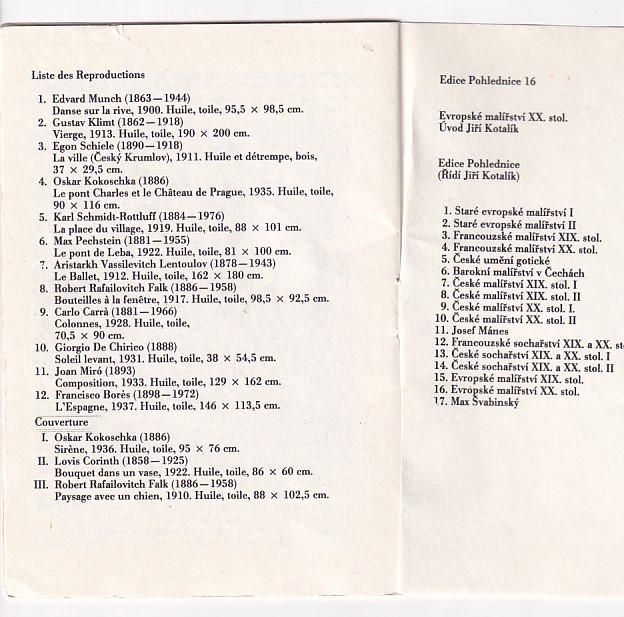 Liste des Reproductions
1. Edvard Munch (1863—1944)
Danse sur la rive, 1900. Huile, toile, 95,5 × 98,5 cm.
2. Gustav Klimt (1862—1918)
Vierge, 1913. Huile, toile, 190 × 200 cm.
3. Egon Schiele (1890—1918)
La ville (Český Krumlov), 1911. Huile et détrempe, bois,
37 × 29,5 cm.
4. Oskar Kokoschka (1886)
Le pont Charles et le Château de Prague, 1935. Huile, toile,
90 × 116 cm.
5. Karl Schmidt-Rottluff (1884—1976)
La place du village, 1919. Huile, toile, 88 × 101 cm.
6. Max Pechstein (1881—1955)
Le pont de Leba, 1922. Huile, toile, 81 × 100 cm.
7. Aristarkh Vassilevitch Lentoulov (1878—1943)
Le Ballet, 1912. Huile, toile, 162 × 180 cm.
8. Robert Rafailovitch Falk (1886—1958)
Bouteilles à la fenêtre, 1917. Huile, toile, 98,5 × 92,5 cm.
9. Carlo Carrà (1881—1966)
Colonnes, 1928. Huile, toile,
70,5 × 90 cm.
10. Giorgio De Chirico (1888)
Soleil levant, 1931. Huile, toile, 38 × 54,5 cm.
11. Joan Miró (1893)
Composition, 1933. Huile, toile, 129 × 162 cm.
12. Francisco Borès (1898—1972)
L'Espagne, 1937. Huile, toile, 146 × 113,5 cm.
Couverture
I. Oskar Kokoschka (1886)
Sirène, 1936. Huile, toile, 95 × 76 cm.
II. Lovis Corinth (1858—1925)
Bouquet dans un vase, 1922. Huile, toile, 86 × 60 cm.
III. Robert Rafailovitch Falk (1886—1958)
Paysage avec un chien, 1910. Huile, toile, 88 × 102,5 cm.
Edice Pohlednice 16
Evropské malířství XX. stol.
Úvod Jiří Kotalík
Edice Pohlednice
(Řídí Jiří Kotalík)
1. Staré evropské malířství I
2. Staré evropské malířství II
3. Francouzské malířství XIX. stol.
4. Francouzské malířství XX. stol.
5. České umění gotické
6. Barokní malířství v Čechách
7. České malířství XIX. stol. I
8. České malířství XIX. stol. II
9. České malířství XX. stol. I.
10. České malířství XX. stol. II
11. Josef Mánes
12. Francouzské sochařství XIX. a XX. st
13. České sochařství XIX. a XX. stol. I
14. České sochařství XIX. a XX. stol. II
15. Evropské malířství XIX. stol.
16. Evropské malířství XX. stol.
17. Max Švabinský